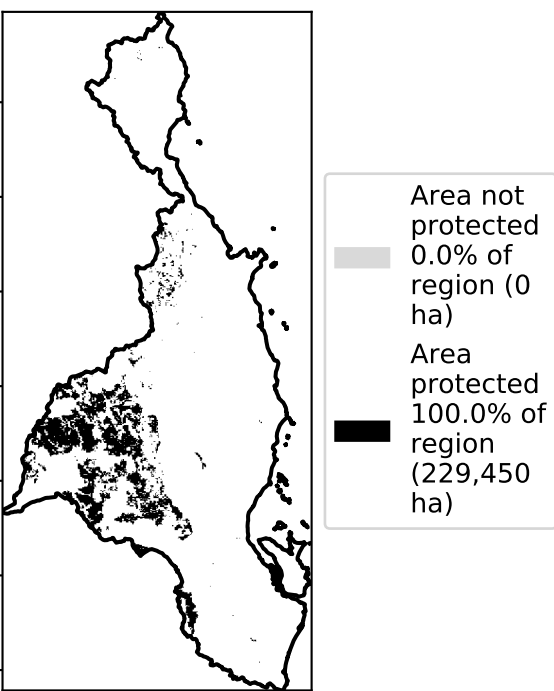 Area not
protected
0.0% of
region (0
ha)
Area
protected
100.0% of
region
(229,450
ha)